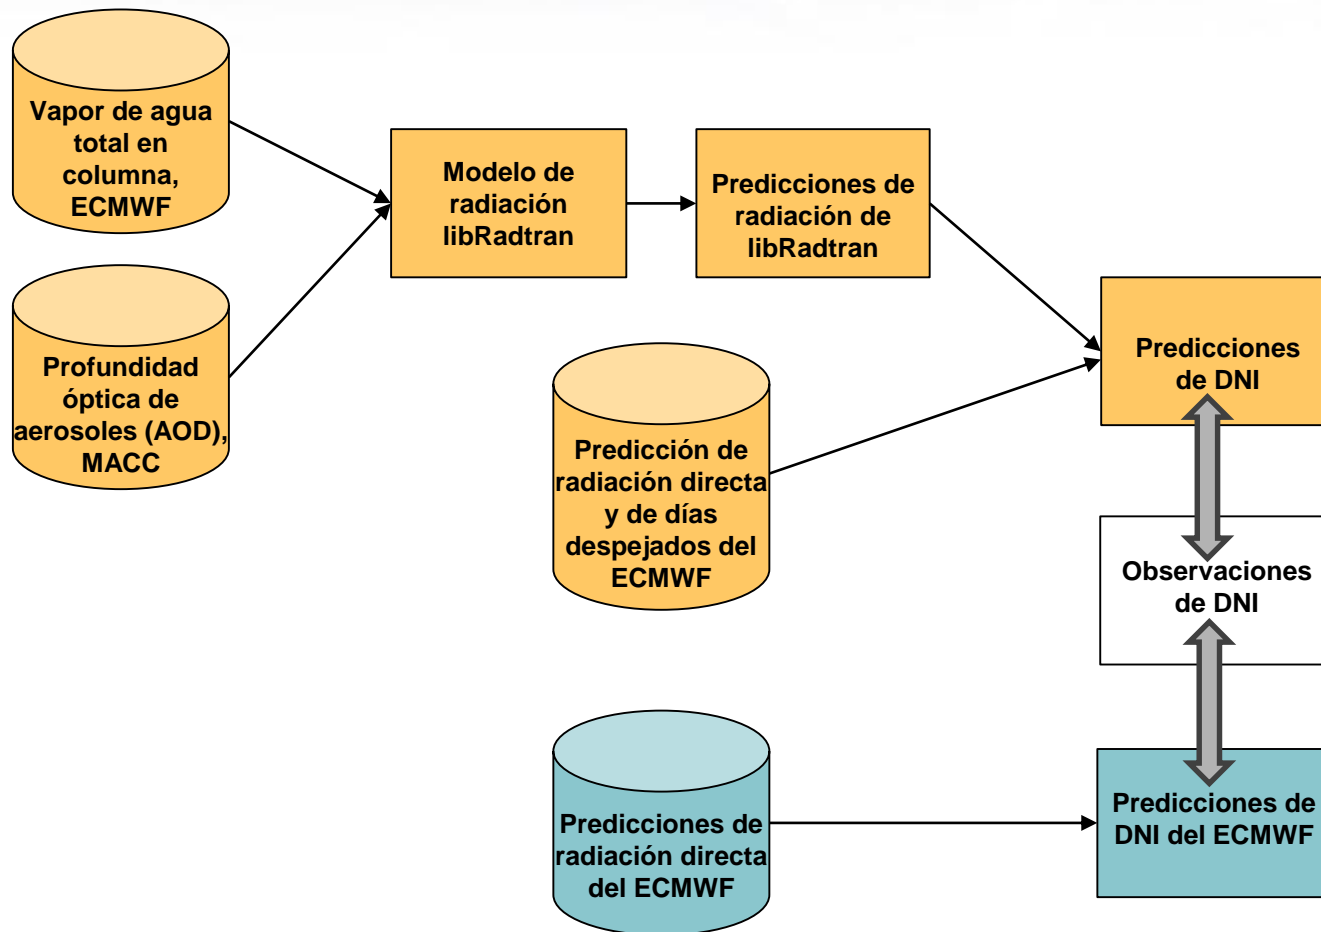 Vapor de agua
total en
columna,
ECMWF
Modelo de
radiación
libRadtran
Predicciones de
radiación de
libRadtran
Profundidad
óptica de
aerosoles (AOD),
MACC
Predicciones
de DNI
Predicción de
radiación directa
y de días
despejados del
ECMWF
Observaciones
de DNI
Predicciones de
radiación directa
del ECMWF
Predicciones de
DNI del ECMWF